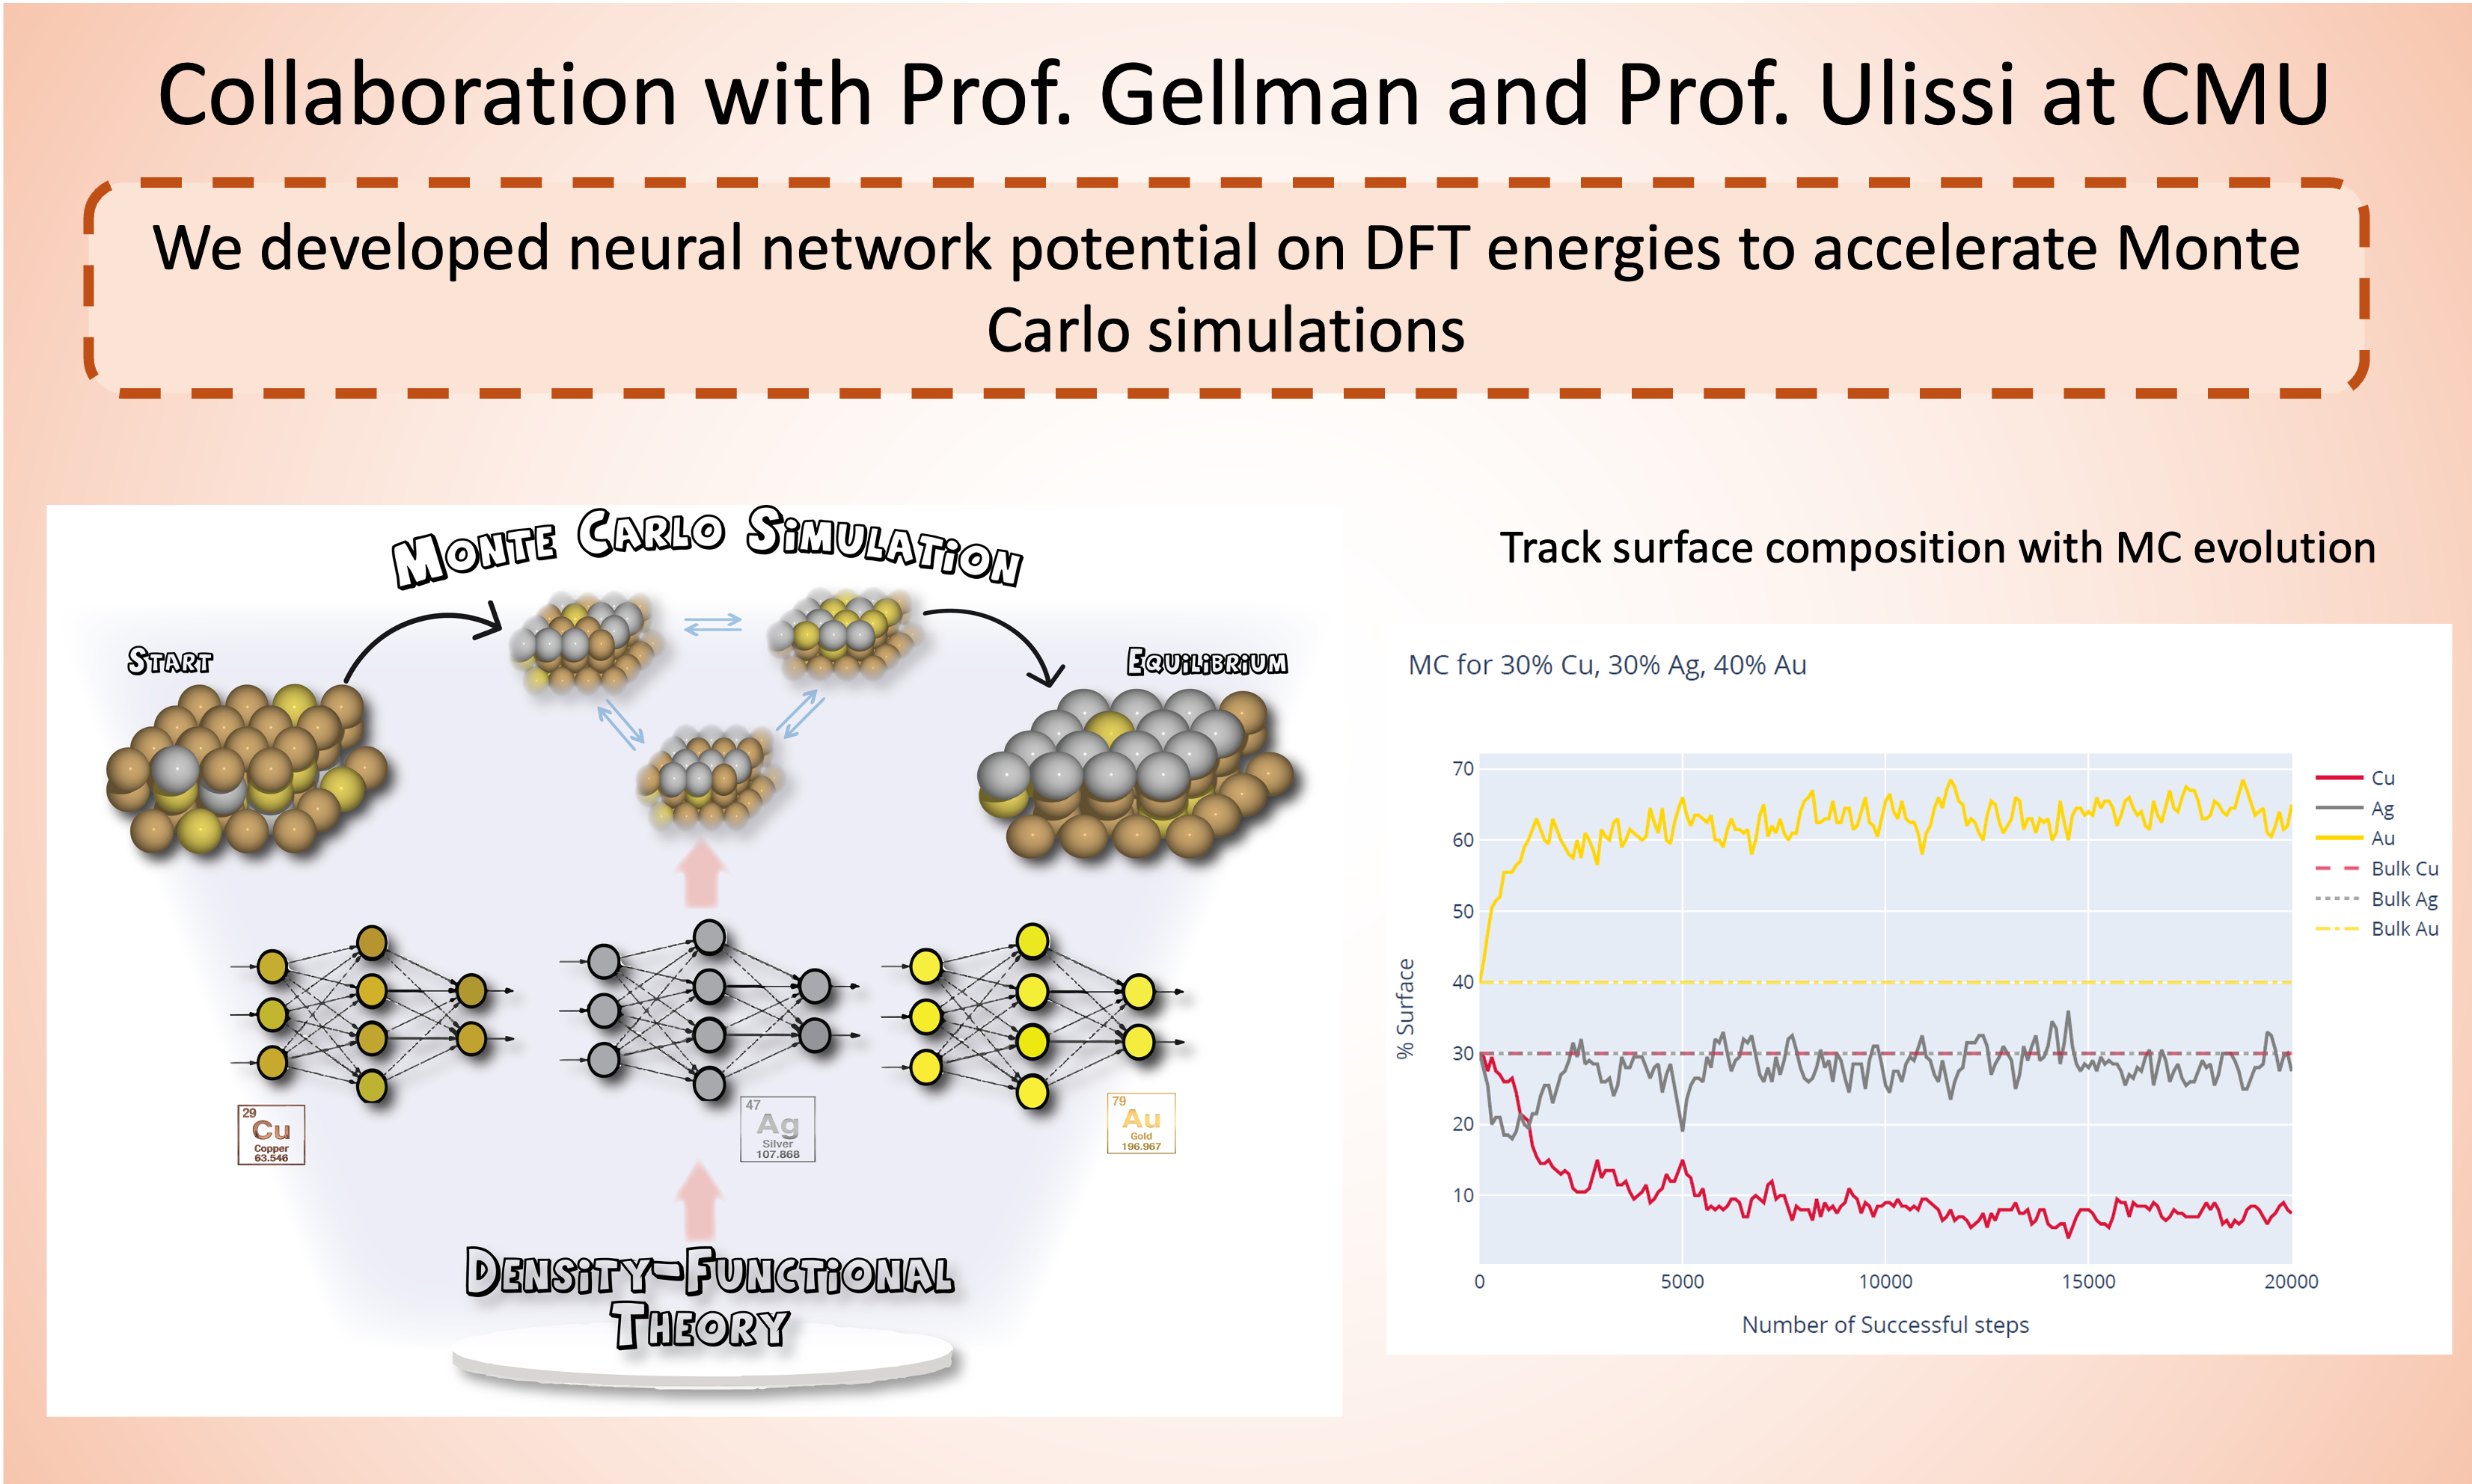 Collaboration with Prof. Gellman and Prof. Ulissi at CMU
We developed neural network potential on DFT energies to accelerate Monte
Carlo simulations
MONTE CARLO SIMULATION
START
EQUILIBRIUM
29
Cu
Copper
63.546
47
Ag
Silver
107.868
79
Au
Gold
196.967
DENSITY-FUNCTIONAL
THEORY
Track surface composition with MC evolution
MC for 30% Cu, 30% Ag, 40% Au
% Surface
70
60
50
40
30
20
10
0
5000
10000
15000
20000
Number of Successful steps
Cu
Ag
Au
Bulk Cu
Bulk Ag
Bulk Au